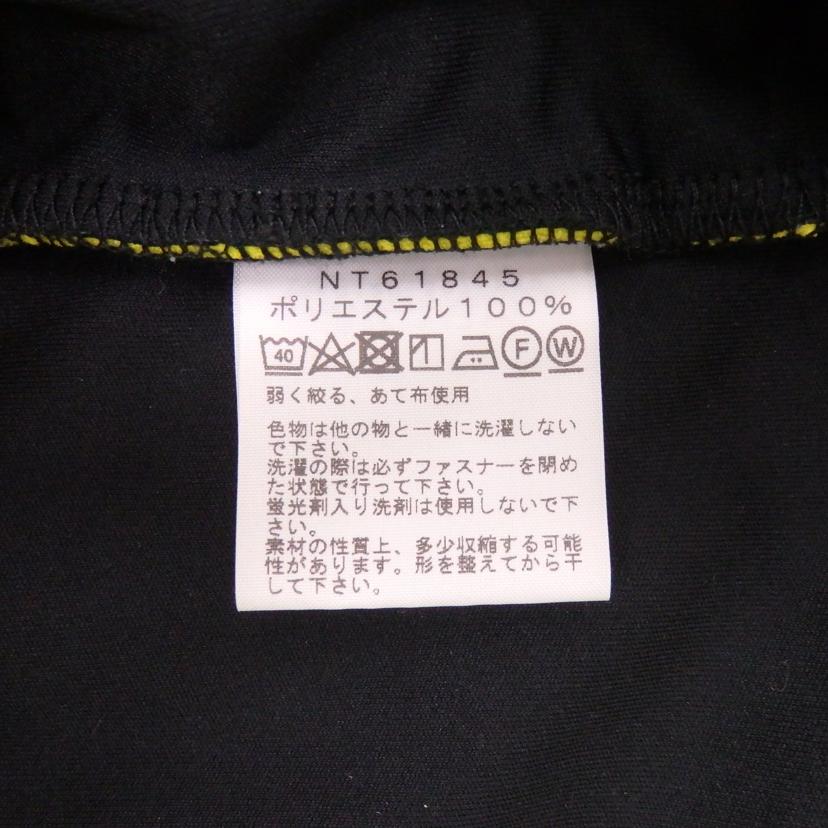 NT61845
ポリエステル100%
40 F W
弱く絞る、あて布使用
色物は他の物と一緒に洗濯しない
で下さい。
洗濯の際は必ずファスナーを閉め
た状態で行って下さい。
蛍光剤入り洗剤は使用しないで下
さい。
素材の性質上、多少収縮する可能
性があります。形を整えてから干
して下さい。